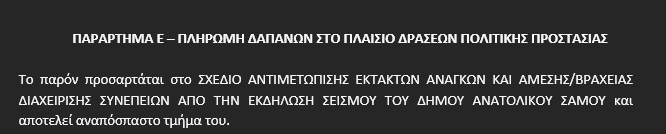 ΠΑΡΑΡΤΗΜΑ Ε – ΠΛΗΡΩΜΗ ΔΑΠΑΝΩΝ ΣΤΟ ΠΛΑΙΣΙΟ ΔΡΑΣΕΩΝ ΠΟΛΙΤΙΚΗΣ ΠΡΟΣΤΑΣΙΑΣ
Το παρόν προσαρτάται στο ΣΧΕΔΙΟ ΑΝΤΙΜΕΤΩΠΙΣΗΣ ΕΚΤΑΚΤΩΝ ΑΝΑΓΚΩΝ ΚΑΙ ΑΜΕΣΗΣ/ΒΡΑΧΕΙΑΣ
ΔΙΑΧΕΙΡΙΣΗΣ ΣΥΝΕΠΕΙΩΝ ΑΠΟ ΤΗΝ ΕΚΔΗΛΩΣΗ ΣΕΙΣΜΟΥ ΤΟΥ ΔΗΜΟΥ ΑΝΑΤΟΛΙΚΟΥ ΣΑΜΟΥ και
αποτελεί αναπόσπαστο τμήμα του.